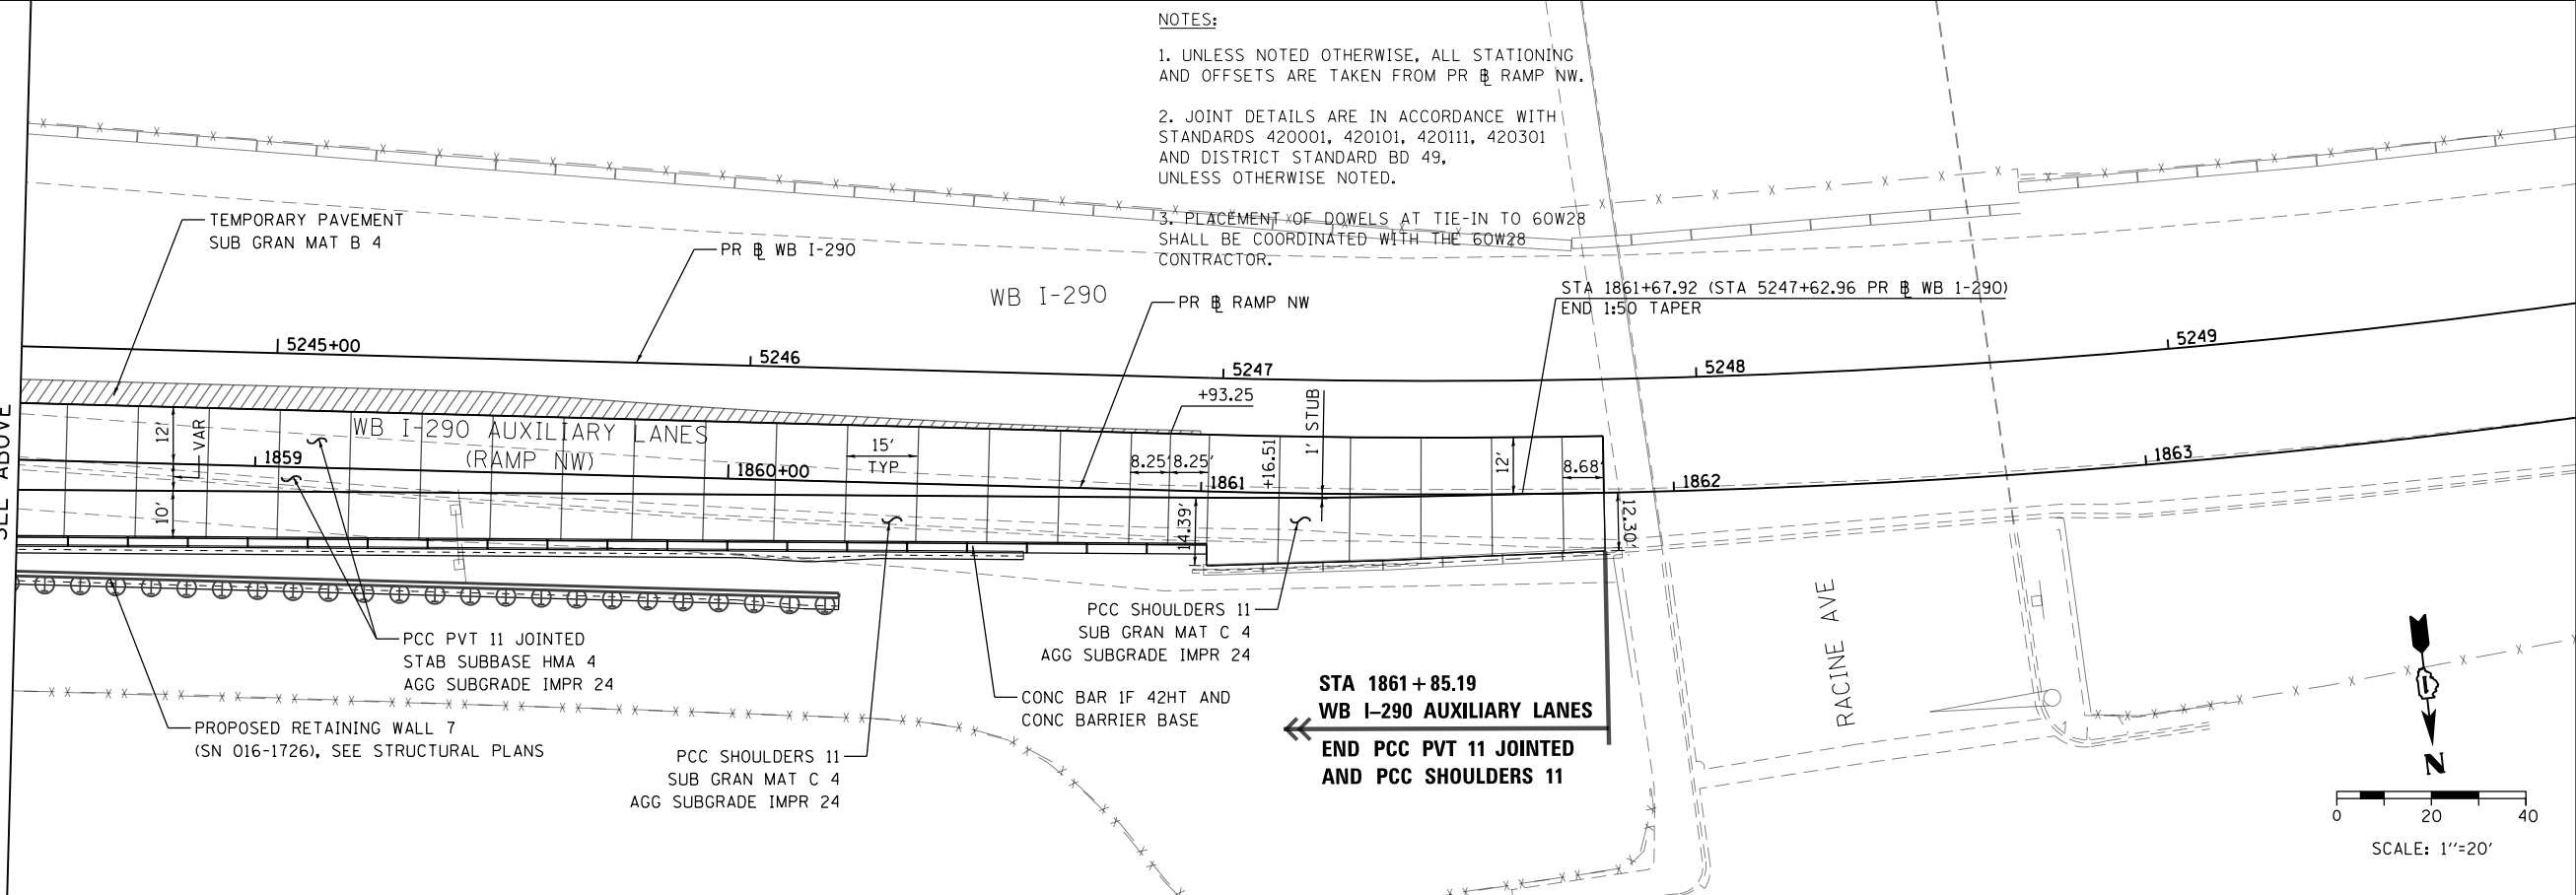 NOTES:
1. UNLESS NOTED OTHERWISE, ALL STATIONING
AND OFFSETS ARE TAKEN FROM PR ℄ RAMP NW.
2. JOINT DETAILS ARE IN ACCORDANCE WITH
STANDARDS 420001, 420101, 420111, 420301
AND DISTRICT STANDARD BD 49,
UNLESS OTHERWISE NOTED.
3. PLACEMENT OF DOWELS AT TIE-IN TO 60W28
SHALL BE COORDINATED WITH THE 60W28
CONTRACTOR.
TEMPORARY PAVEMENT
SUB GRAN MAT B 4
PR ℄ WB I-290
WB I-290
PR ℄ RAMP NW
STA 1861+67.92 (STA 5247+62.96 PR ℄ WB 1-290)
END 1:50 TAPER
5245+00
5246
5247
5248
5249
+93.25
SEE ABOVE
12'
VAR
10'
WB I-290 AUXILIARY LANES
(RAMP NW)
1859
1860+00
15'
TYP
8.25'
8.25'
1861
+16.51
1' STUB
12'
8.68'
1862
1863
14.39'
12.30'
PCC SHOULDERS 11
SUB GRAN MAT C 4
AGG SUBGRADE IMPR 24
PCC PVT 11 JOINTED
STAB SUBBASE HMA 4
AGG SUBGRADE IMPR 24
CONC BAR 1F 42HT AND
CONC BARRIER BASE
PROPOSED RETAINING WALL 7
(SN 016-1726), SEE STRUCTURAL PLANS
PCC SHOULDERS 11
SUB GRAN MAT C 4
AGG SUBGRADE IMPR 24
STA 1861+85.19
WB I-290 AUXILIARY LANES
END PCC PVT 11 JOINTED
AND PCC SHOULDERS 11
RACINE AVE
N
0 20 40
SCALE: 1''=20'